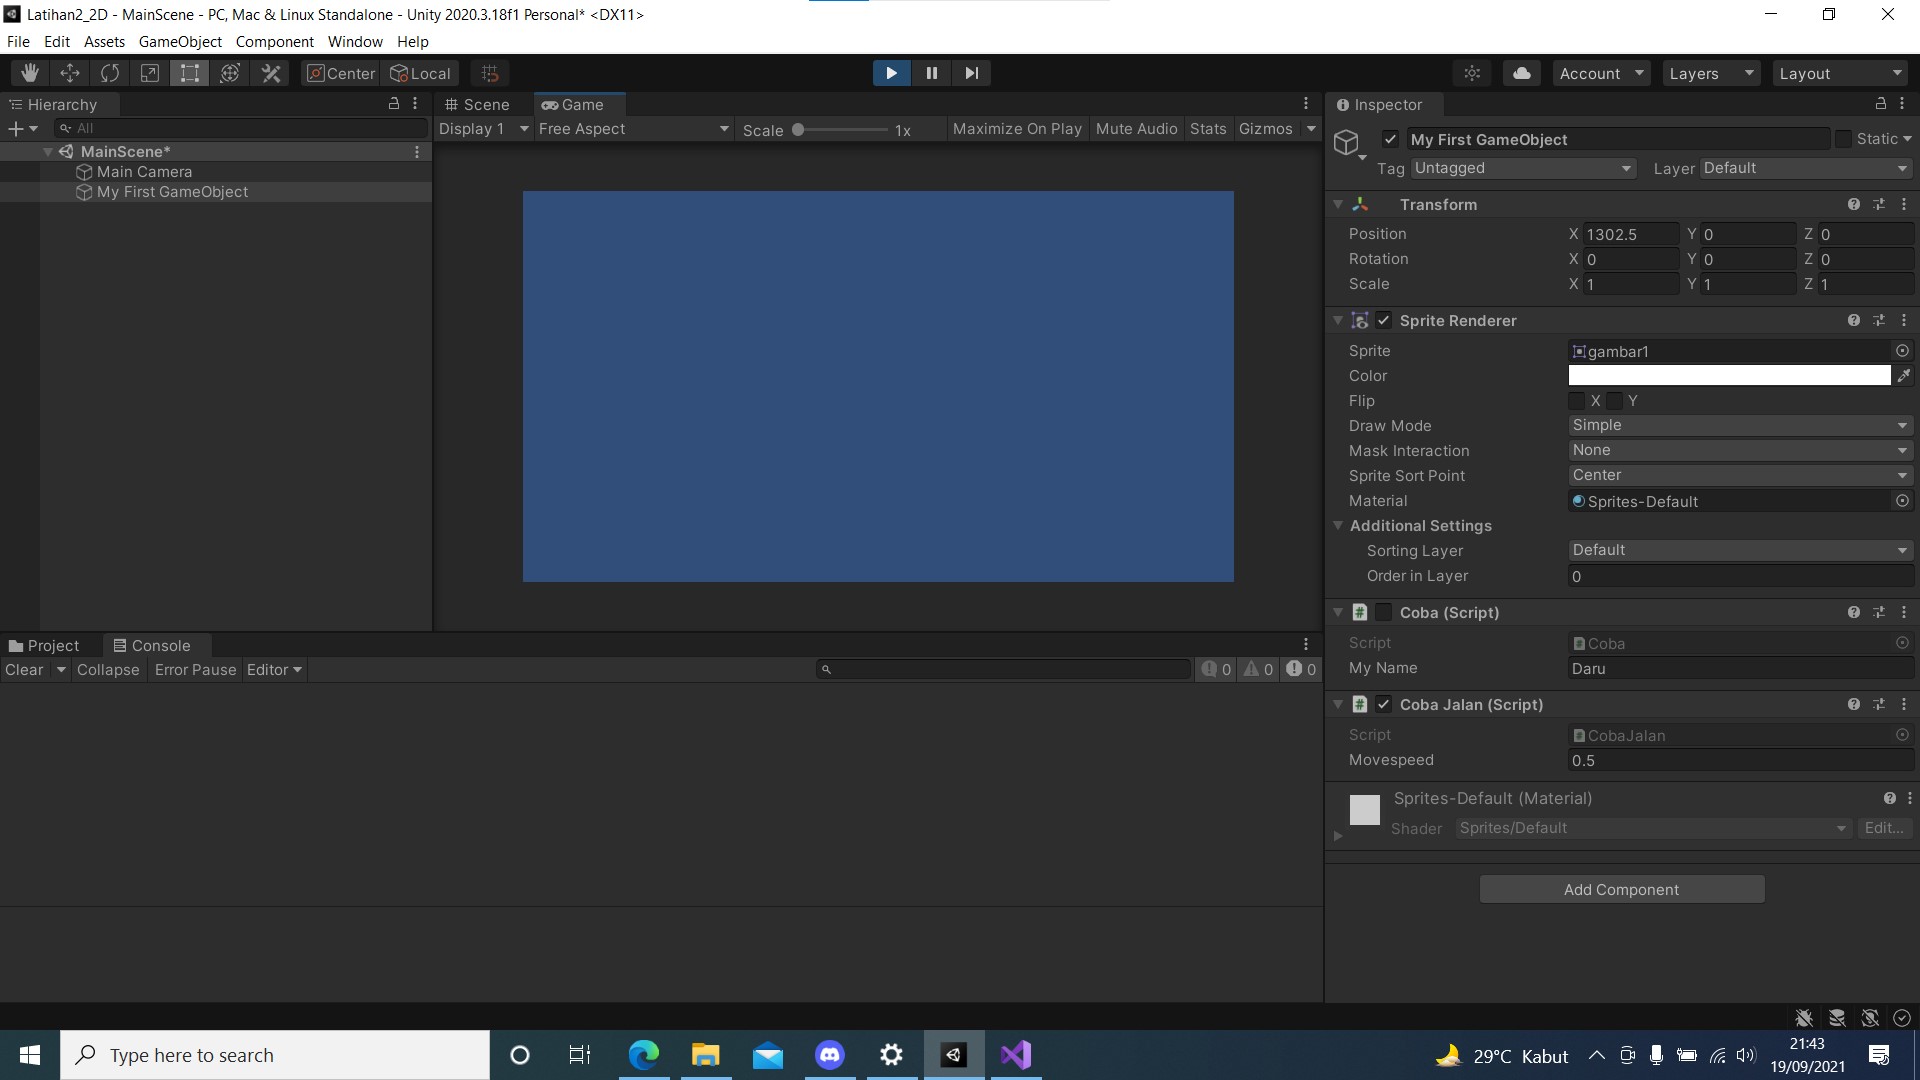 Latihan2_2D - MainScene - PC, Mac & Linux Standalone - Unity 2020.3.18f1 Personal* <DX11>
File Edit Assets GameObject Component Window Help
Center Local Account Layers Layout
Hierarchy
All
MainScene*
Main Camera
My First GameObject
Scene Game
Display 1 Free Aspect Scale 1x Maximize On Play Mute Audio Stats Gizmos
Inspector
My First GameObject Static
Tag Untagged Layer Default
Transform
Position X 1302.5 Y 0 Z 0
Rotation X 0 Y 0 Z 0
Scale X 1 Y 1 Z 1
Sprite Renderer
Sprite gambar1
Color
Flip X Y
Draw Mode Simple
Mask Interaction None
Sprite Sort Point Center
Material Sprites-Default
Additional Settings
Sorting Layer Default
Order in Layer 0
# Coba (Script)
Script # Coba
My Name Daru
# Coba Jalan (Script)
Script # CobaJalan
Movespeed 0.5
Sprites-Default (Material)
Shader Sprites/Default Edit...
Add Component
Project Console
Clear Collapse Error Pause Editor 0 0 0
Type here to search
29°C Kabut
21:43
19/09/2021